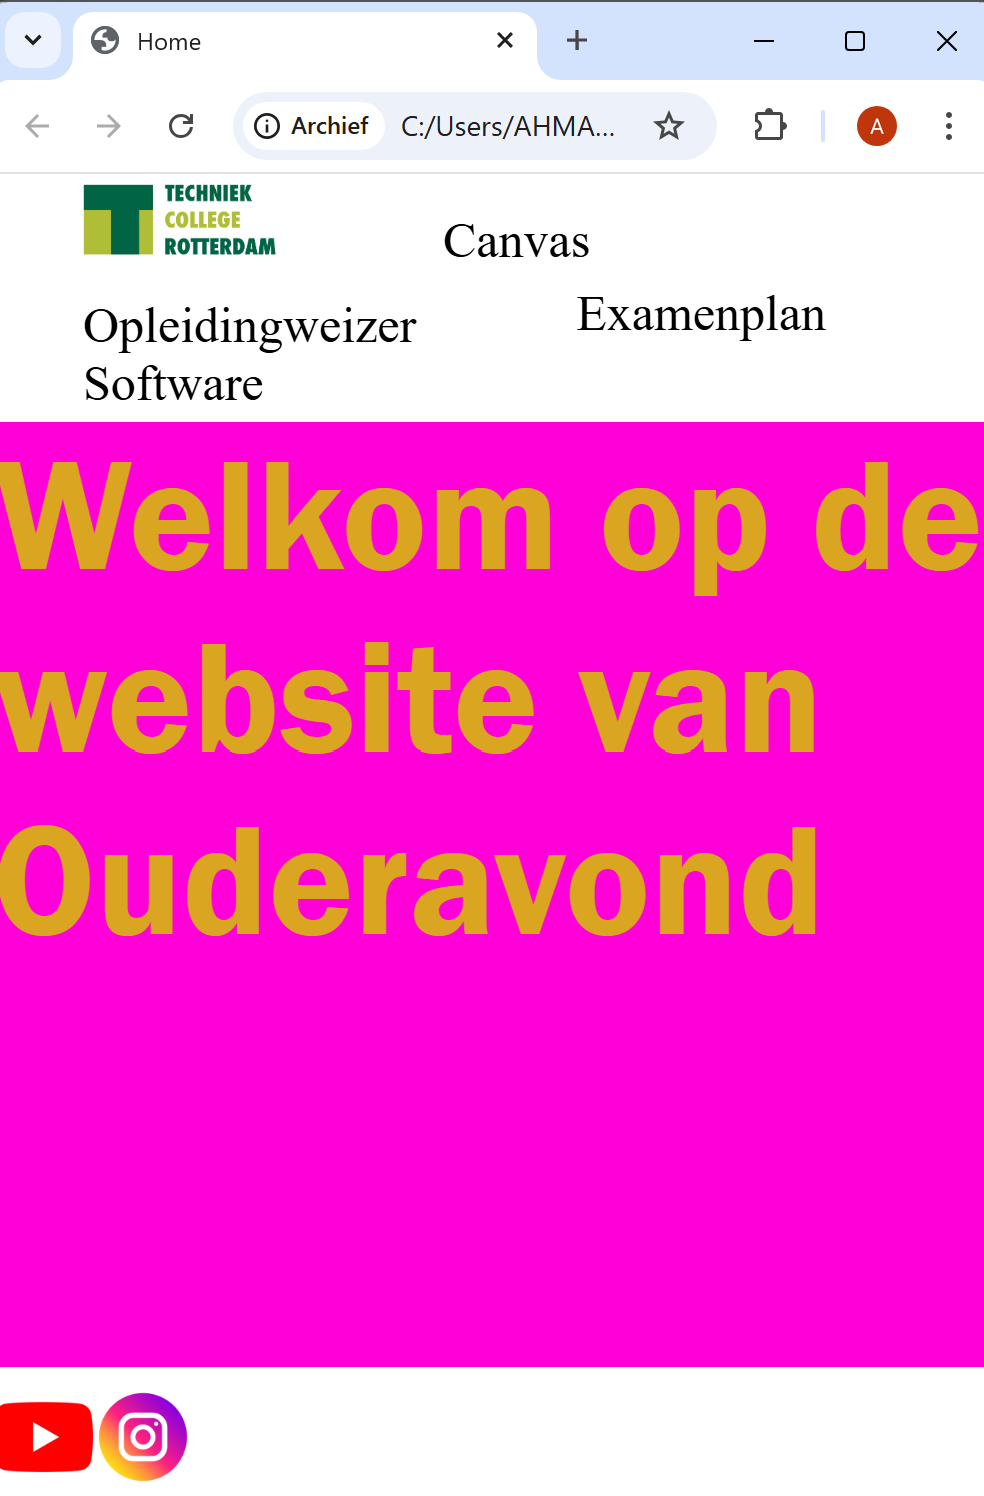 Home
Archief
C:/Users/AHMA...
A
TECHNIEK
COLLEGE
ROTTERDAM
Canvas
Examenplan
Opleidingweizer
Software
Welkom op de
website van
Ouderavond